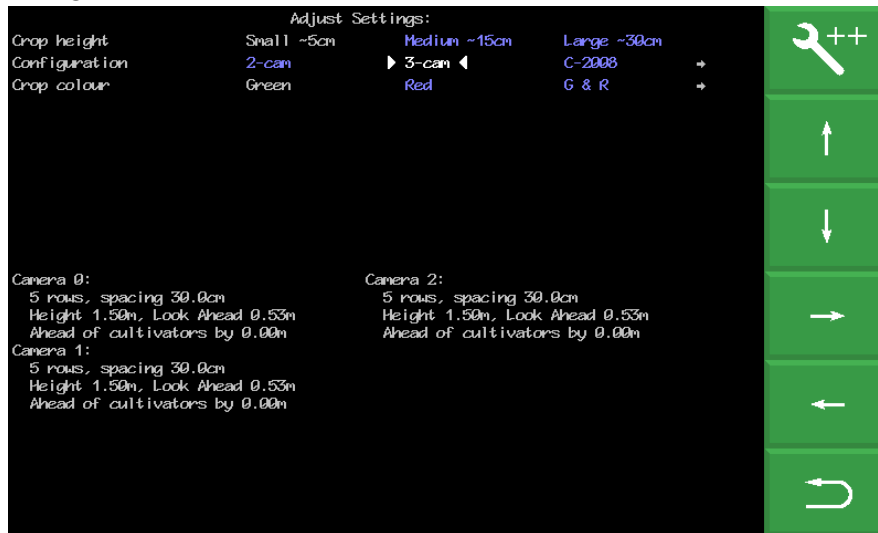 Adjust Settings:
Crop height Small ~5cm Medium ~15cm Large ~30cm
Configuration 2-cam 3-cam C-2008
Crop colour Green Red G & R
++
Camera 0:
5 rows, spacing 30.0cm
Height 1.50m, Look Ahead 0.53m
Ahead of cultivators by 0.00m
Camera 1:
5 rows, spacing 30.0cm
Height 1.50m, Look Ahead 0.53m
Ahead of cultivators by 0.00m
Camera 2:
5 rows, spacing 30.0cm
Height 1.50m, Look Ahead 0.53m
Ahead of cultivators by 0.00m